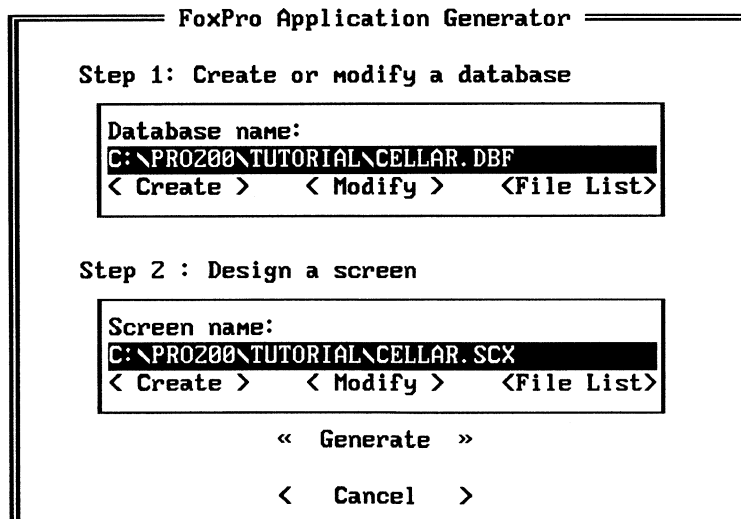 FoxPro Application Generator
Step 1: Create or modify a database
Database name:
C:\PRO200\TUTORIAL\CELLAR.DBF
< Create > < Modify > <File List>
Step 2 : Design a screen
Screen name:
C:\PRO200\TUTORIAL\CELLAR.SCX
< Create > < Modify > <File List>
« Generate »
< Cancel >